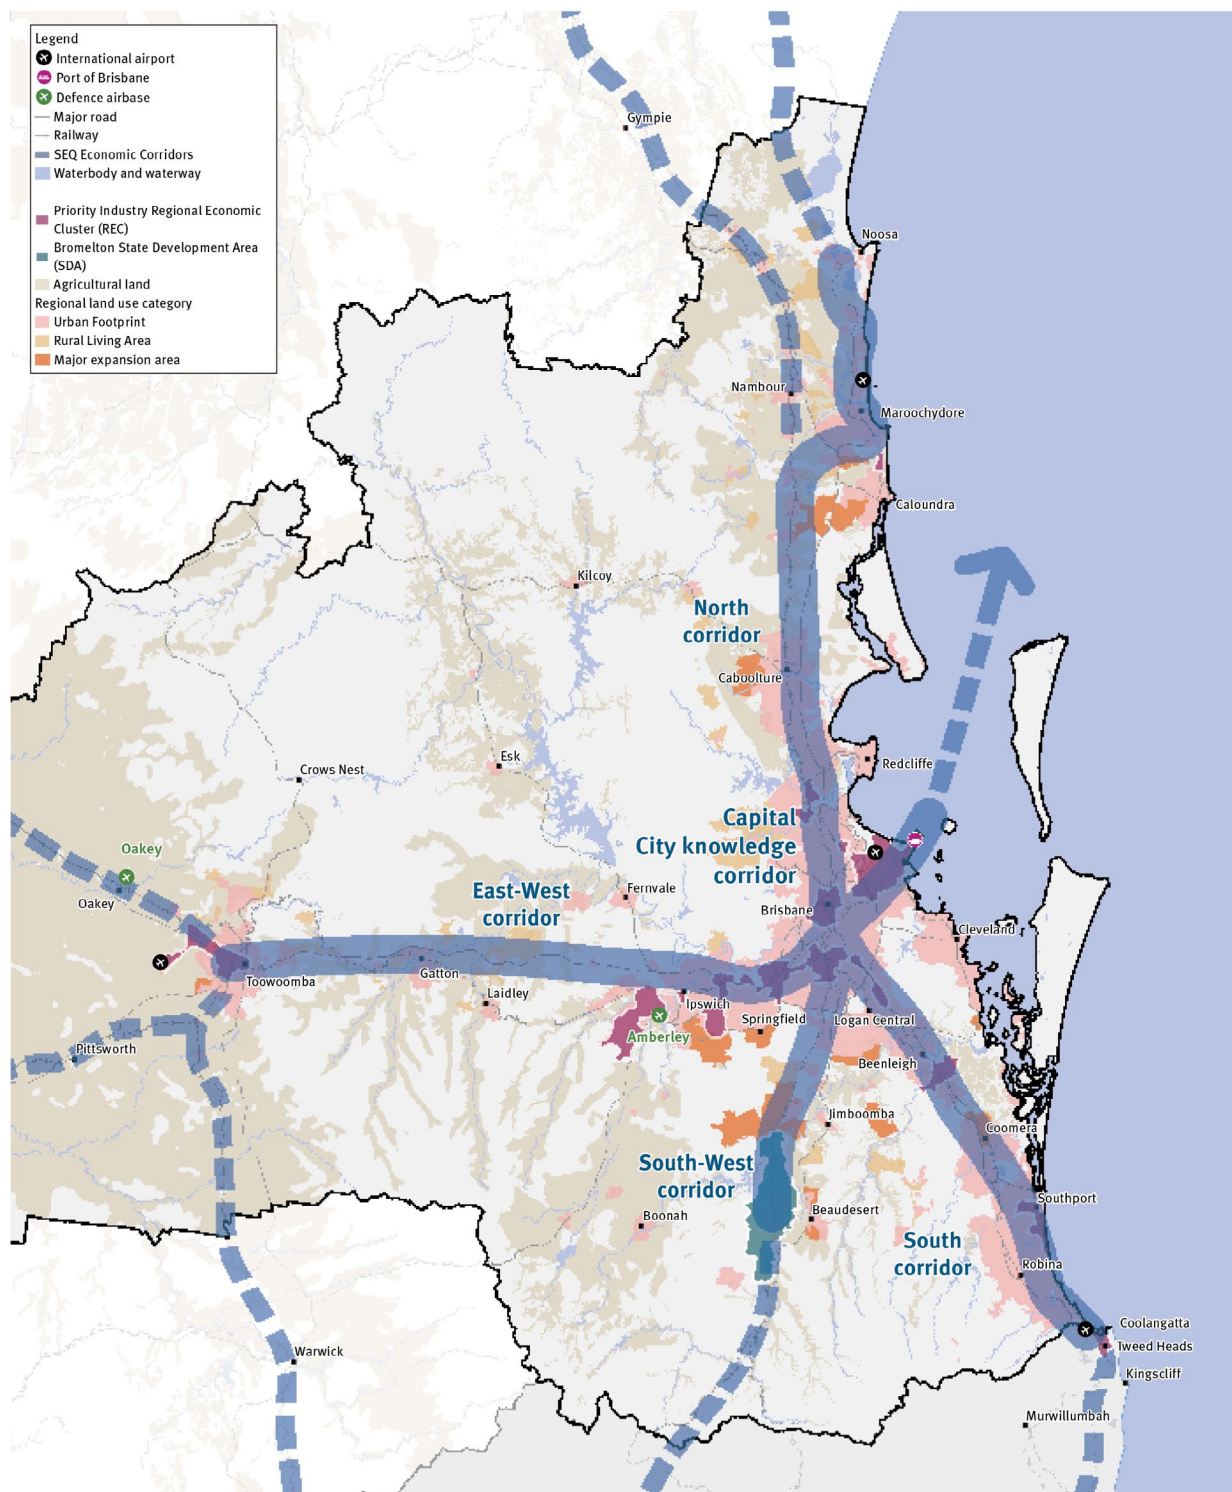 Legend
International airport
Port of Brisbane
Defence airbase
Major road
Railway
SEQ Economic Corridors
Waterbody and waterway
Priority Industry Regional Economic
Cluster (REC)
Bromelton State Development Area
(SDA)
Agricultural land
Regional land use category
Urban Footprint
Rural Living Area
Major expansion area
Gympie
Noosa
Nambour
Maroochydore
Caloundra
Kilcoy
North
corridor
Caboolture
Esk
Crows Nest
Redcliffe
Capital
City knowledge
corridor
Oakey
Oakey
East-West
corridor
Fernvale
Brisbane
Cleveland
Toowoomba
Gatton
Laidley
Ipswich
Springfield
Logan Central
Amberley
Pittsworth
Beenleigh
Jimboomba
Coomera
South-West
corridor
Boonah
Beaudesert
Southport
South
corridor
Robina
Coolangatta
Tweed Heads
Kingscliff
Warwick
Murwillumbah